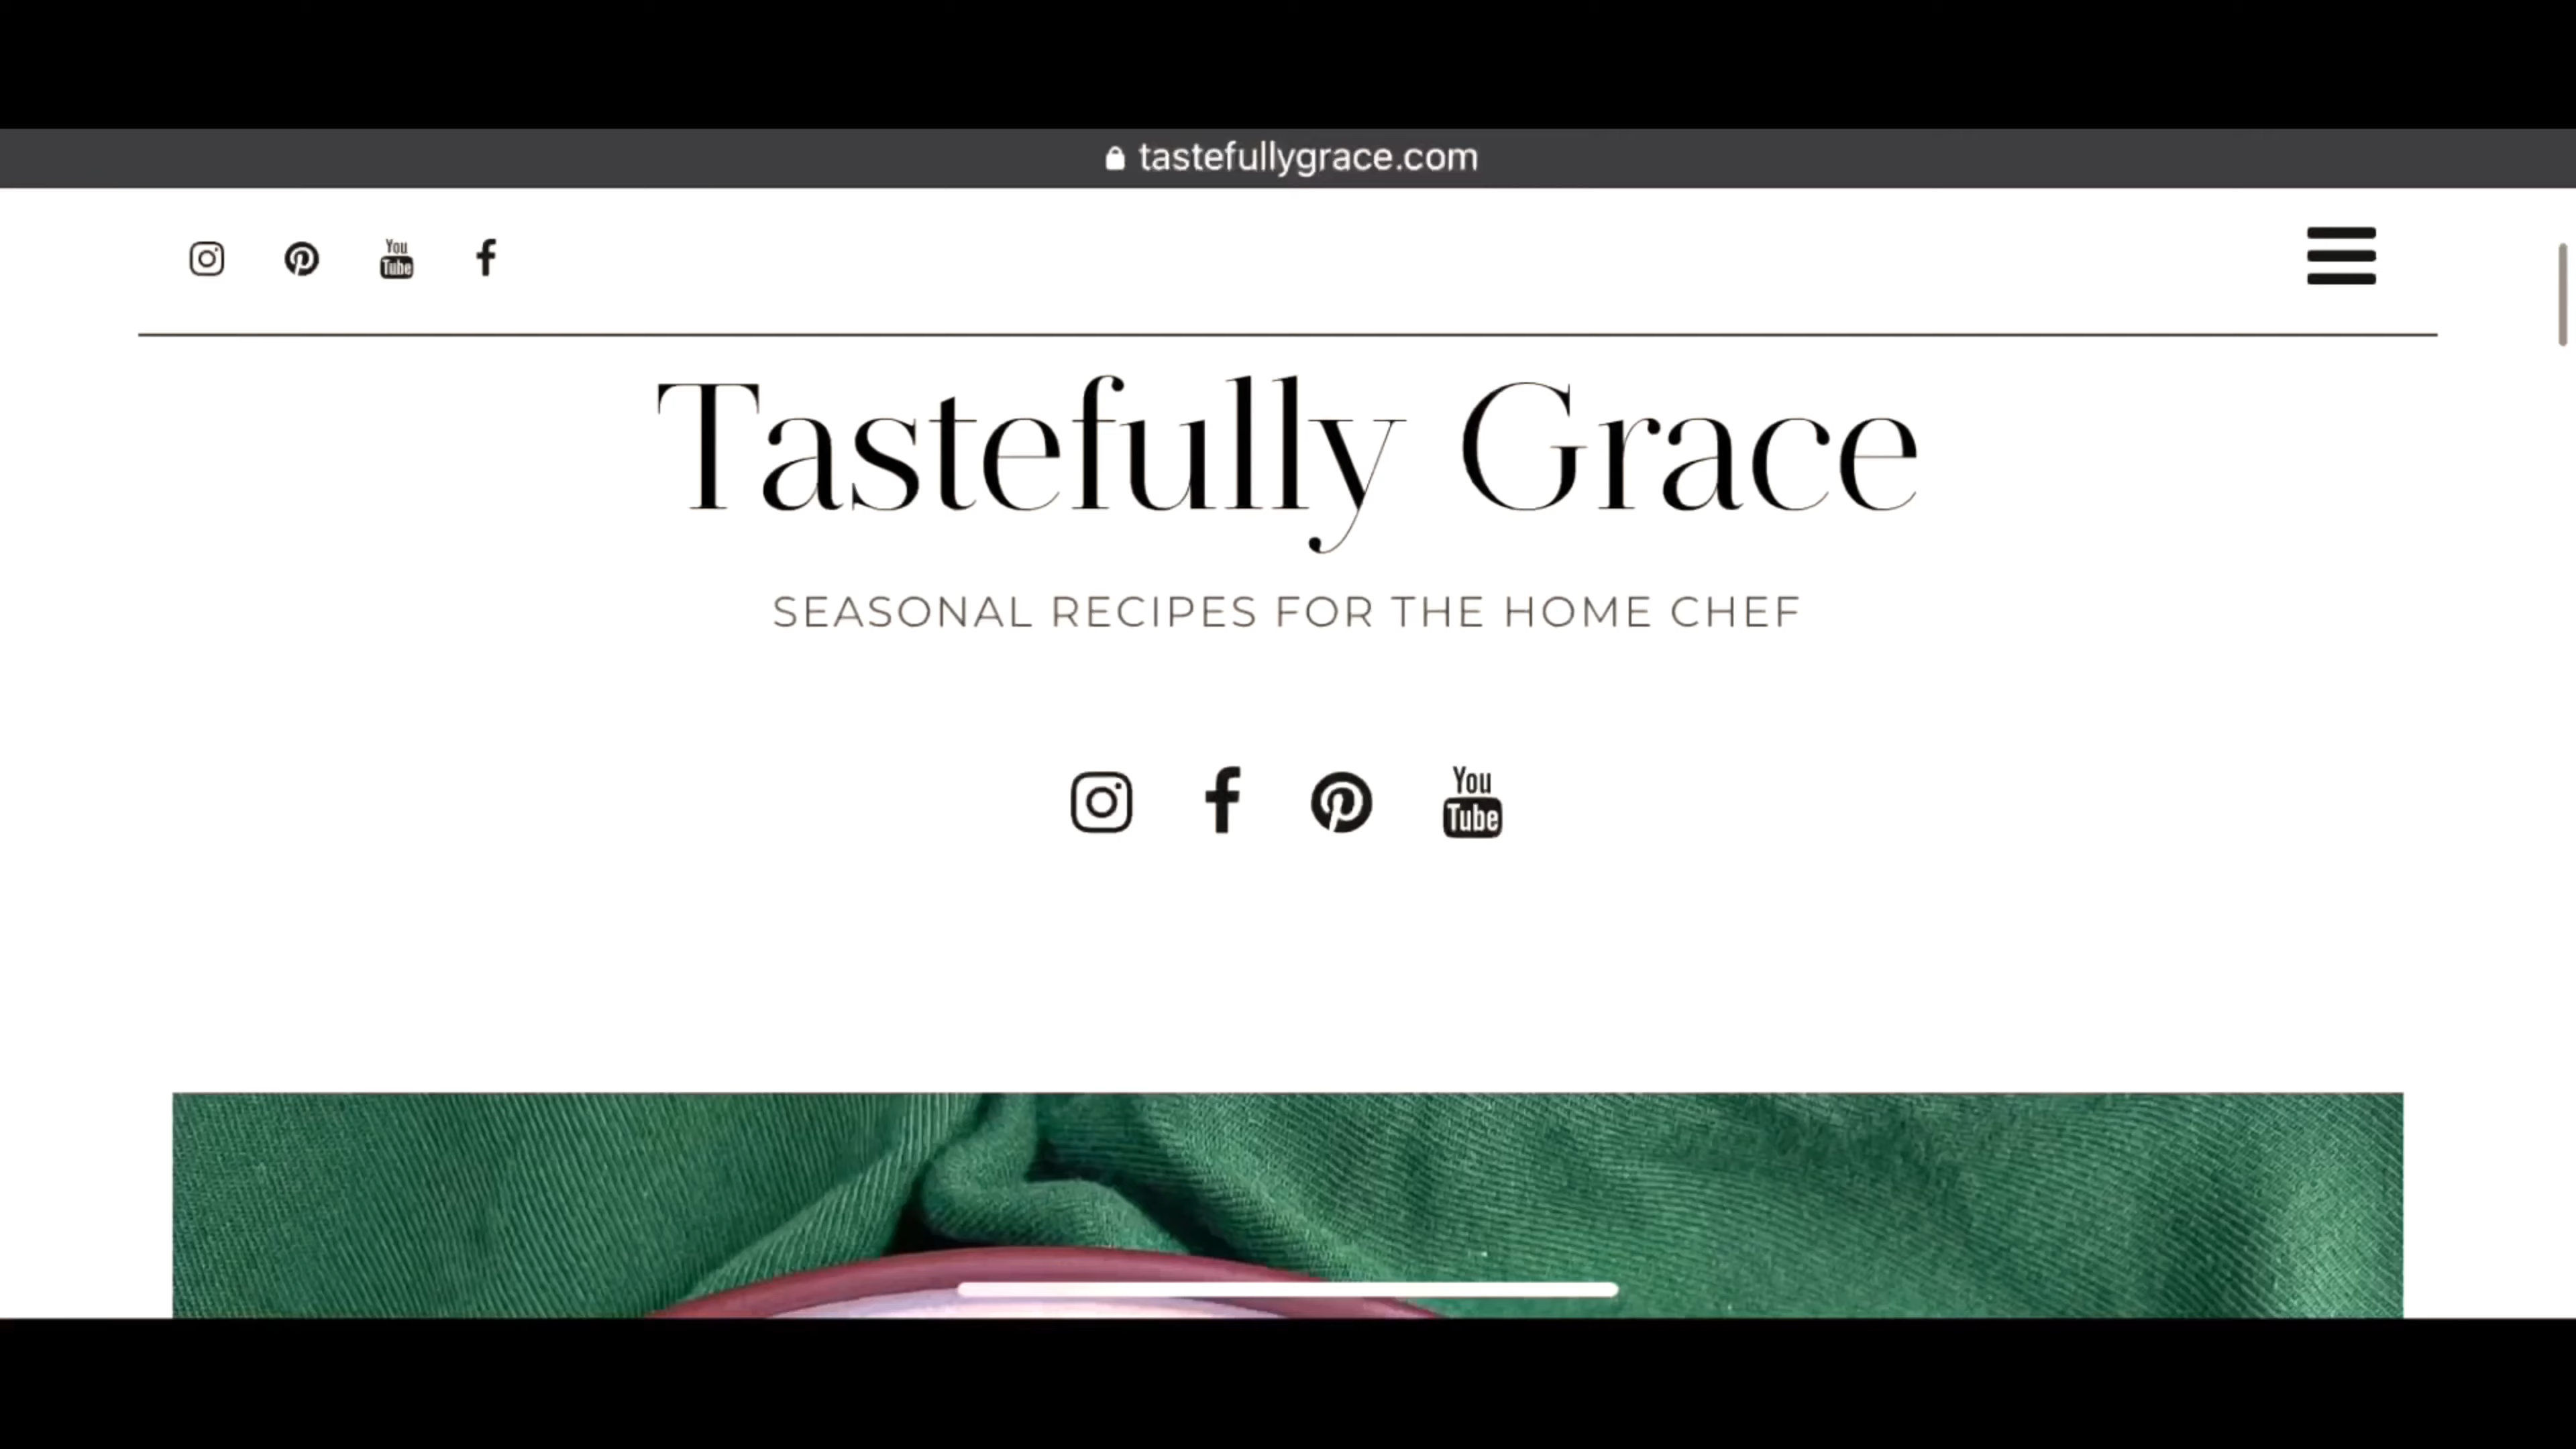 tastefullygrace.com
You
Tube
Tastefully Grace
SEASONAL RECIPES FOR THE HOME CHEF
You
Tube